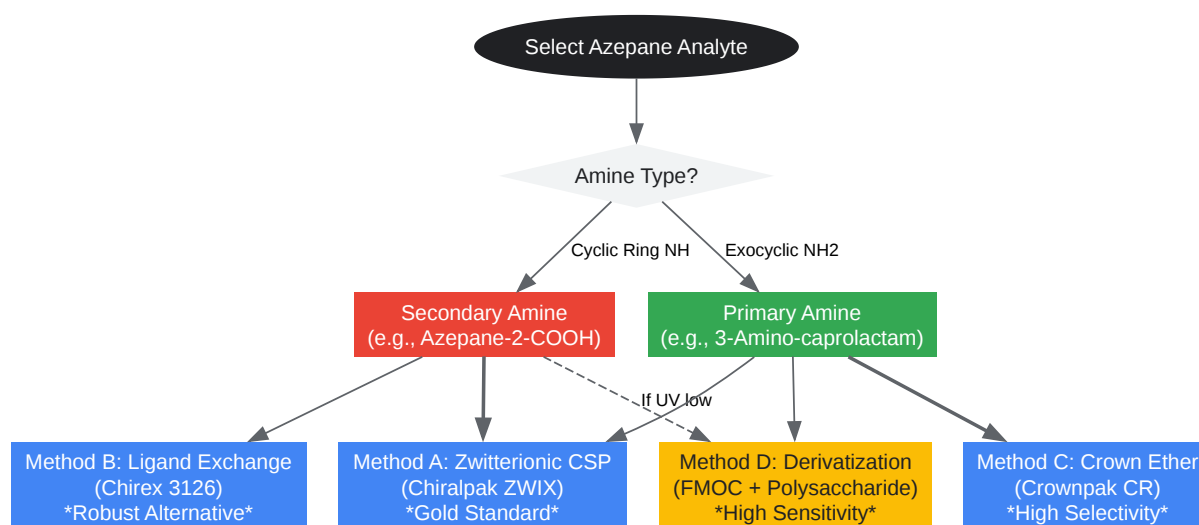 Select Azepane Analyte
Amine Type?
Cyclic Ring NH
Exocyclic NH2
Secondary Amine
(e.g., Azepane-2-COOH)
Primary Amine
(e.g., 3-Amino-caprolactam)
If UV low
Method B: Ligand Exchange
(Chirex 3126)
*Robust Alternative*
Method A: Zwitterionic CSP
(Chiralpak ZWIX)
*Gold Standard*
Method D: Derivatization
(FMOC + Polysaccharide)
*High Sensitivity*
Method C: Crown Ether
(Crownpak CR)
*High Selectivity*